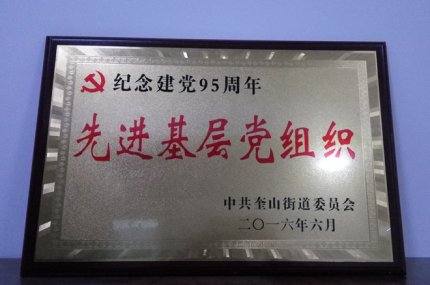 纪念建党95周年
先进基层党组织
中共奎山街道委员会
二〇一六年六月